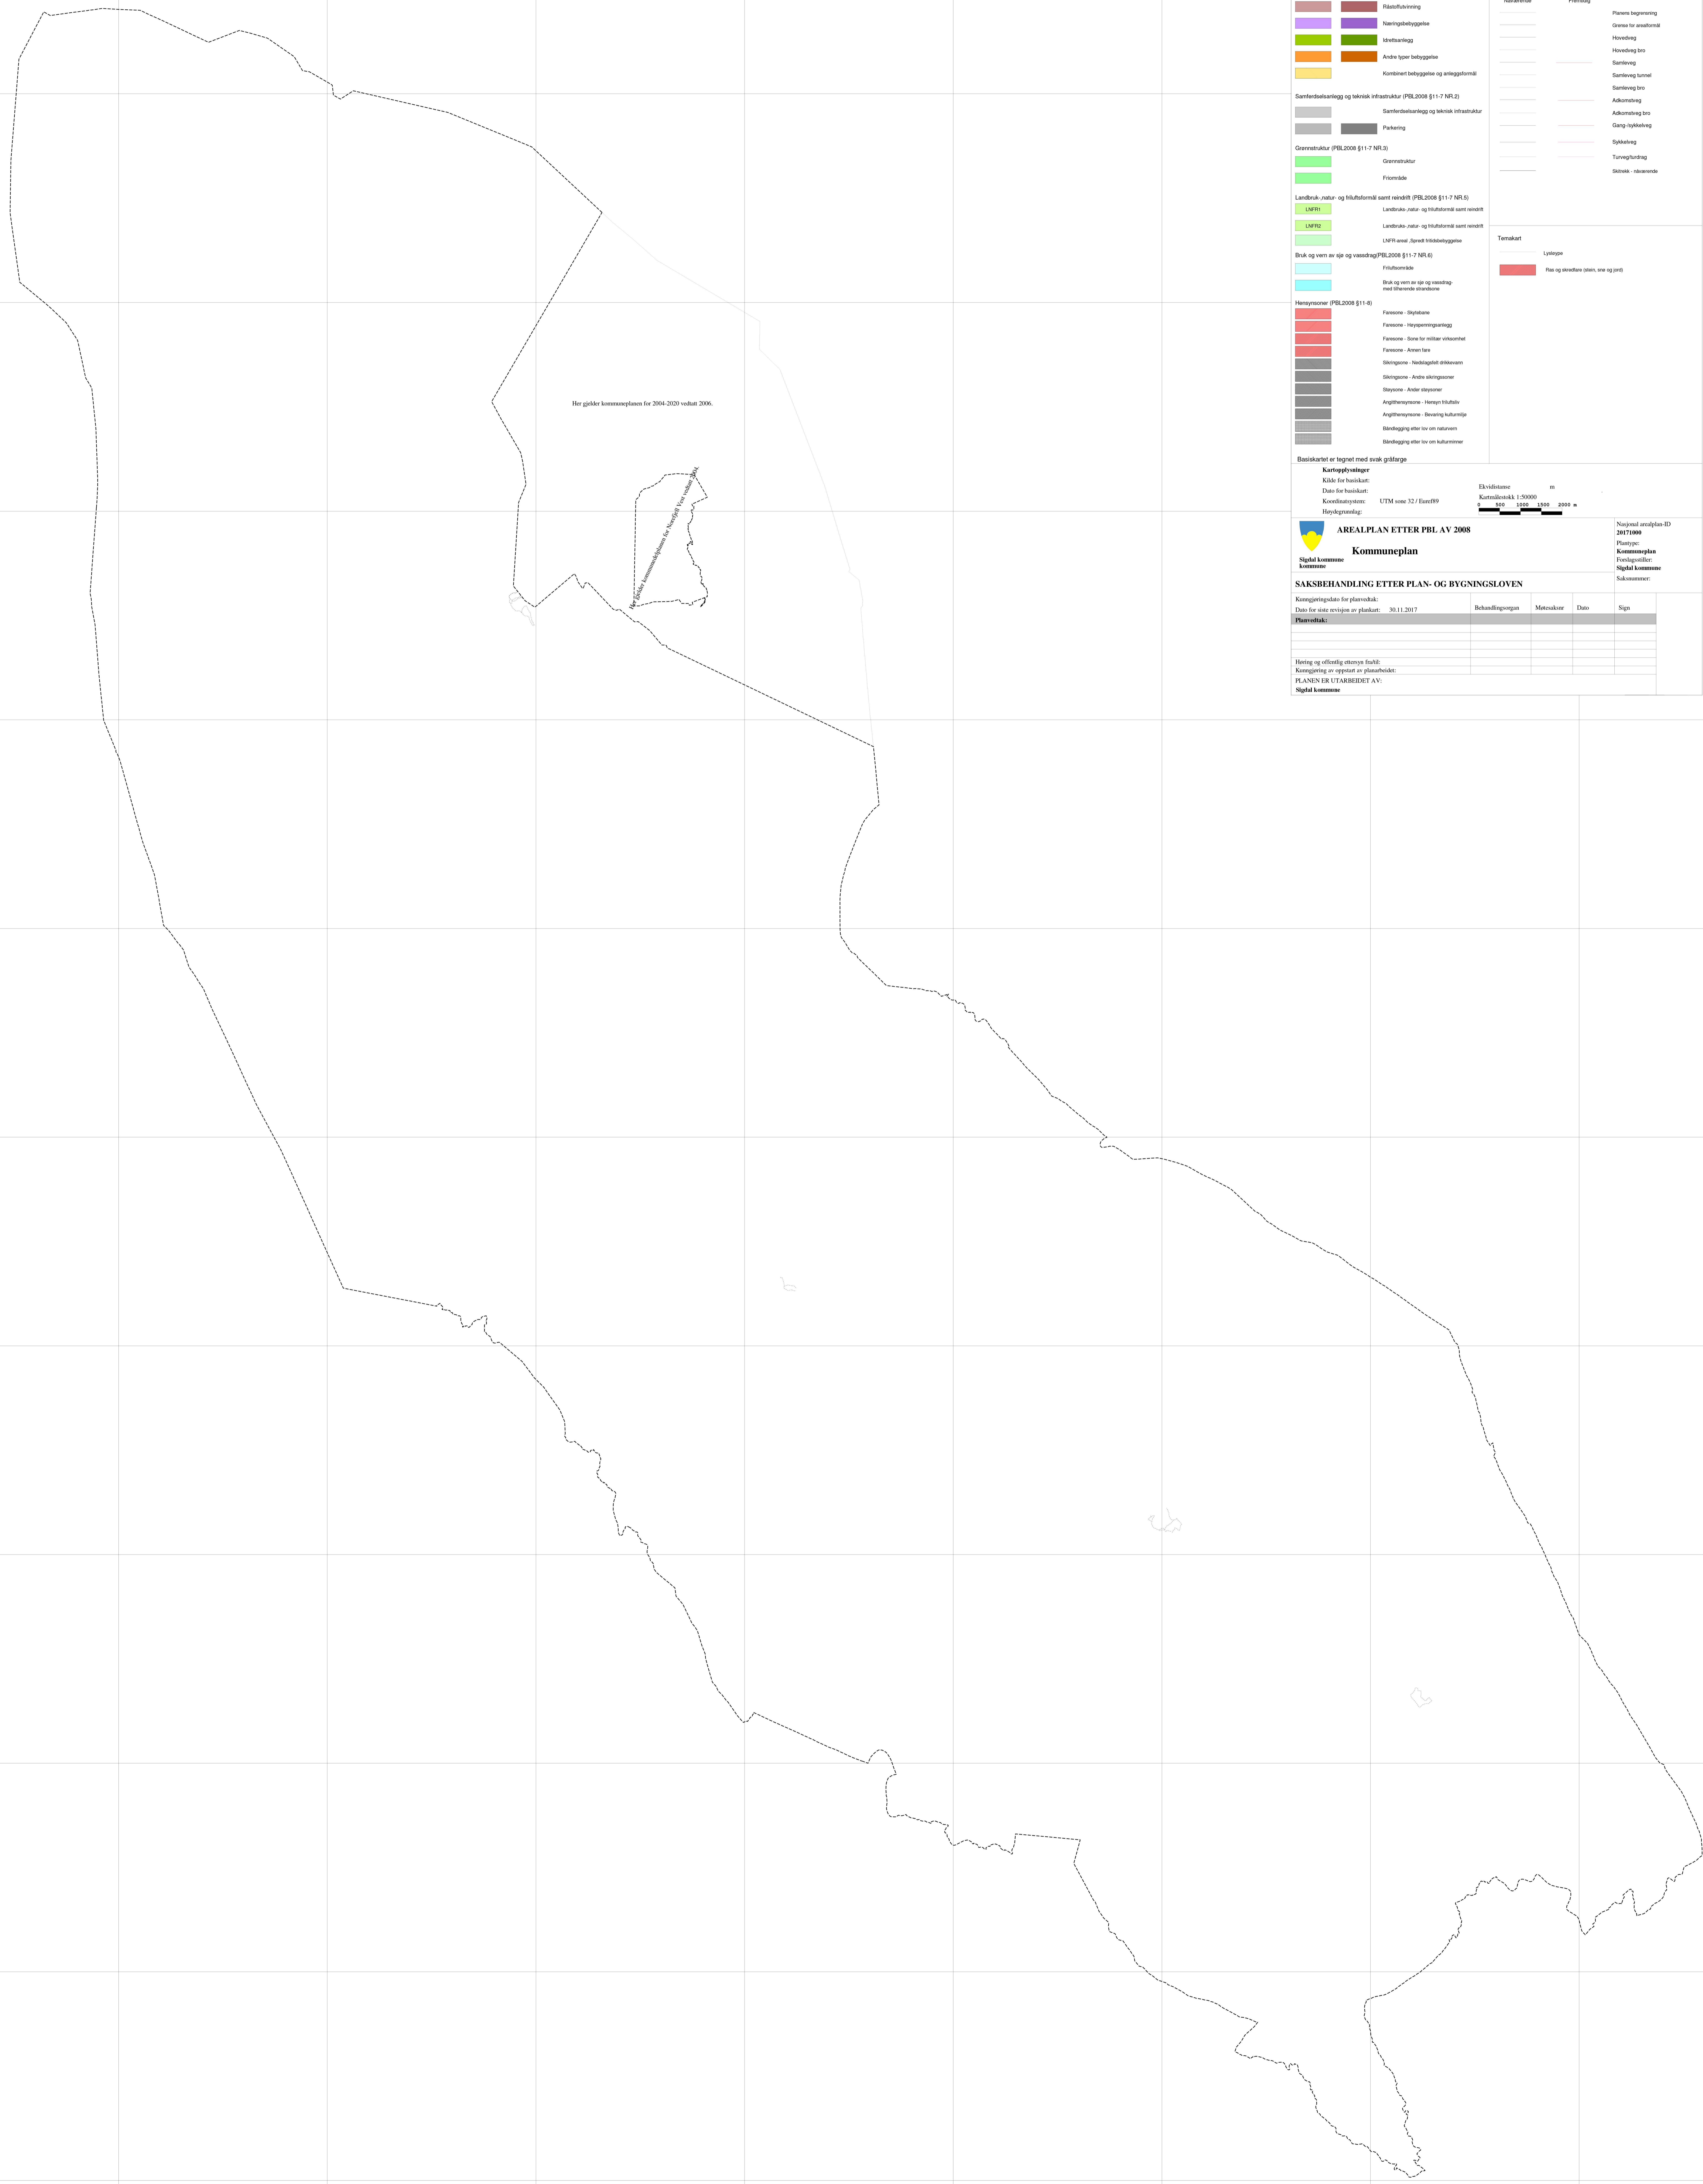 Nåværende Fremtidig
Råstoffutvinning
Næringsbebyggelse
Idrettsanlegg
Andre typer bebyggelse
Kombinert bebyggelse og anleggsformål
Samferdselsanlegg og teknisk infrastruktur (PBL2008 §11-7 NR.2)
Samferdselsanlegg og teknisk infrastruktur
Parkering
Grønnstruktur (PBL2008 §11-7 NR.3)
Grønnstruktur
Friområde
Landbruk-,natur- og friluftsformål samt reindrift (PBL2008 §11-7 NR.5)
LNFR1 Landbruks-,natur- og friluftsformål samt reindrift
LNFR2 Landbruks-,natur- og friluftsformål samt reindrift
LNFR-areal ,Spredt fritidsbebyggelse
Bruk og vern av sjø og vassdrag(PBL2008 §11-7 NR.6)
Friluftsområde
Bruk og vern av sjø og vassdrag-
med tilhørende strandsone
Hensynsoner (PBL2008 §11-8)
Faresone - Skytebane
Faresone - Høyspenningsanlegg
Faresone - Sone for militær virksomhet
Faresone - Annen fare
Sikringsone - Nedslagsfelt drikkevann
Sikringsone - Andre sikringssoner
Støysone - Ander støysoner
Angitthensynsone - Hensyn friluftsliv
Angitthensynsone - Bevaring kulturmiljø
Båndlegging etter lov om naturvern
Båndlegging etter lov om kulturminner
Basiskartet er tegnet med svak gråfarge
Planens begrensning
Grense for arealformål
Hovedveg
Hovedveg bro
Samleveg
Samleveg tunnel
Samleveg bro
Adkomstveg
Adkomstveg bro
Gang-/sykkelveg
Sykkelveg
Turveg/turdrag
Skitrekk - nåværende
Temakart
Lysløype
Ras og skredfare (stein, snø og jord)
Kartopplysninger
Kilde for basiskart:
Dato for basiskart:
Koordinatsystem: UTM sone 32 / Euref89
Høydegrunnlag:
Ekvidistanse m
Kartmålestokk 1:50000
0 500 1000 1500 2000 m
AREALPLAN ETTER PBL AV 2008
Kommuneplan
Sigdal kommune
kommune
Nasjonal arealplan-ID
20171000
Plantype:
Kommuneplan
Forslagsstiller:
Sigdal kommune
Saksnummer:
SAKSBEHANDLING ETTER PLAN- OG BYGNINGSLOVEN
Kunngjøringsdato for planvedtak:
Dato for siste revisjon av plankart: 30.11.2017 Behandlingsorgan Møtesaksnr Dato Sign
Planvedtak:
Høring og offentlig ettersyn fra/til:
Kunngjøring av oppstart av planarbeidet:
PLANEN ER UTARBEIDET AV:
Sigdal kommune
Her gjelder kommuneplanen for 2004-2020 vedtatt 2006.
Her gjelder kommunedelplanen for Norefjell Vest vedtatt 2004.